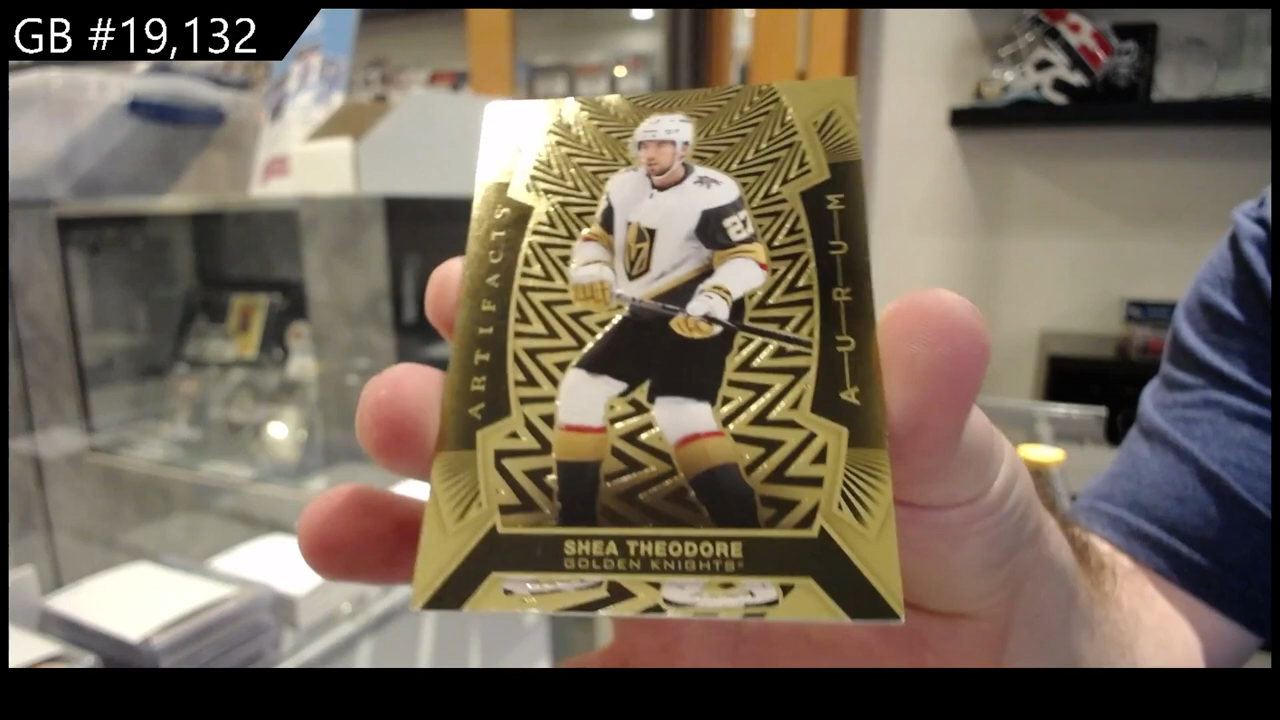 GB #19,132
ARTIFACTS
AURUM
27
SHEA THEODORE
GOLDEN KNIGHTS